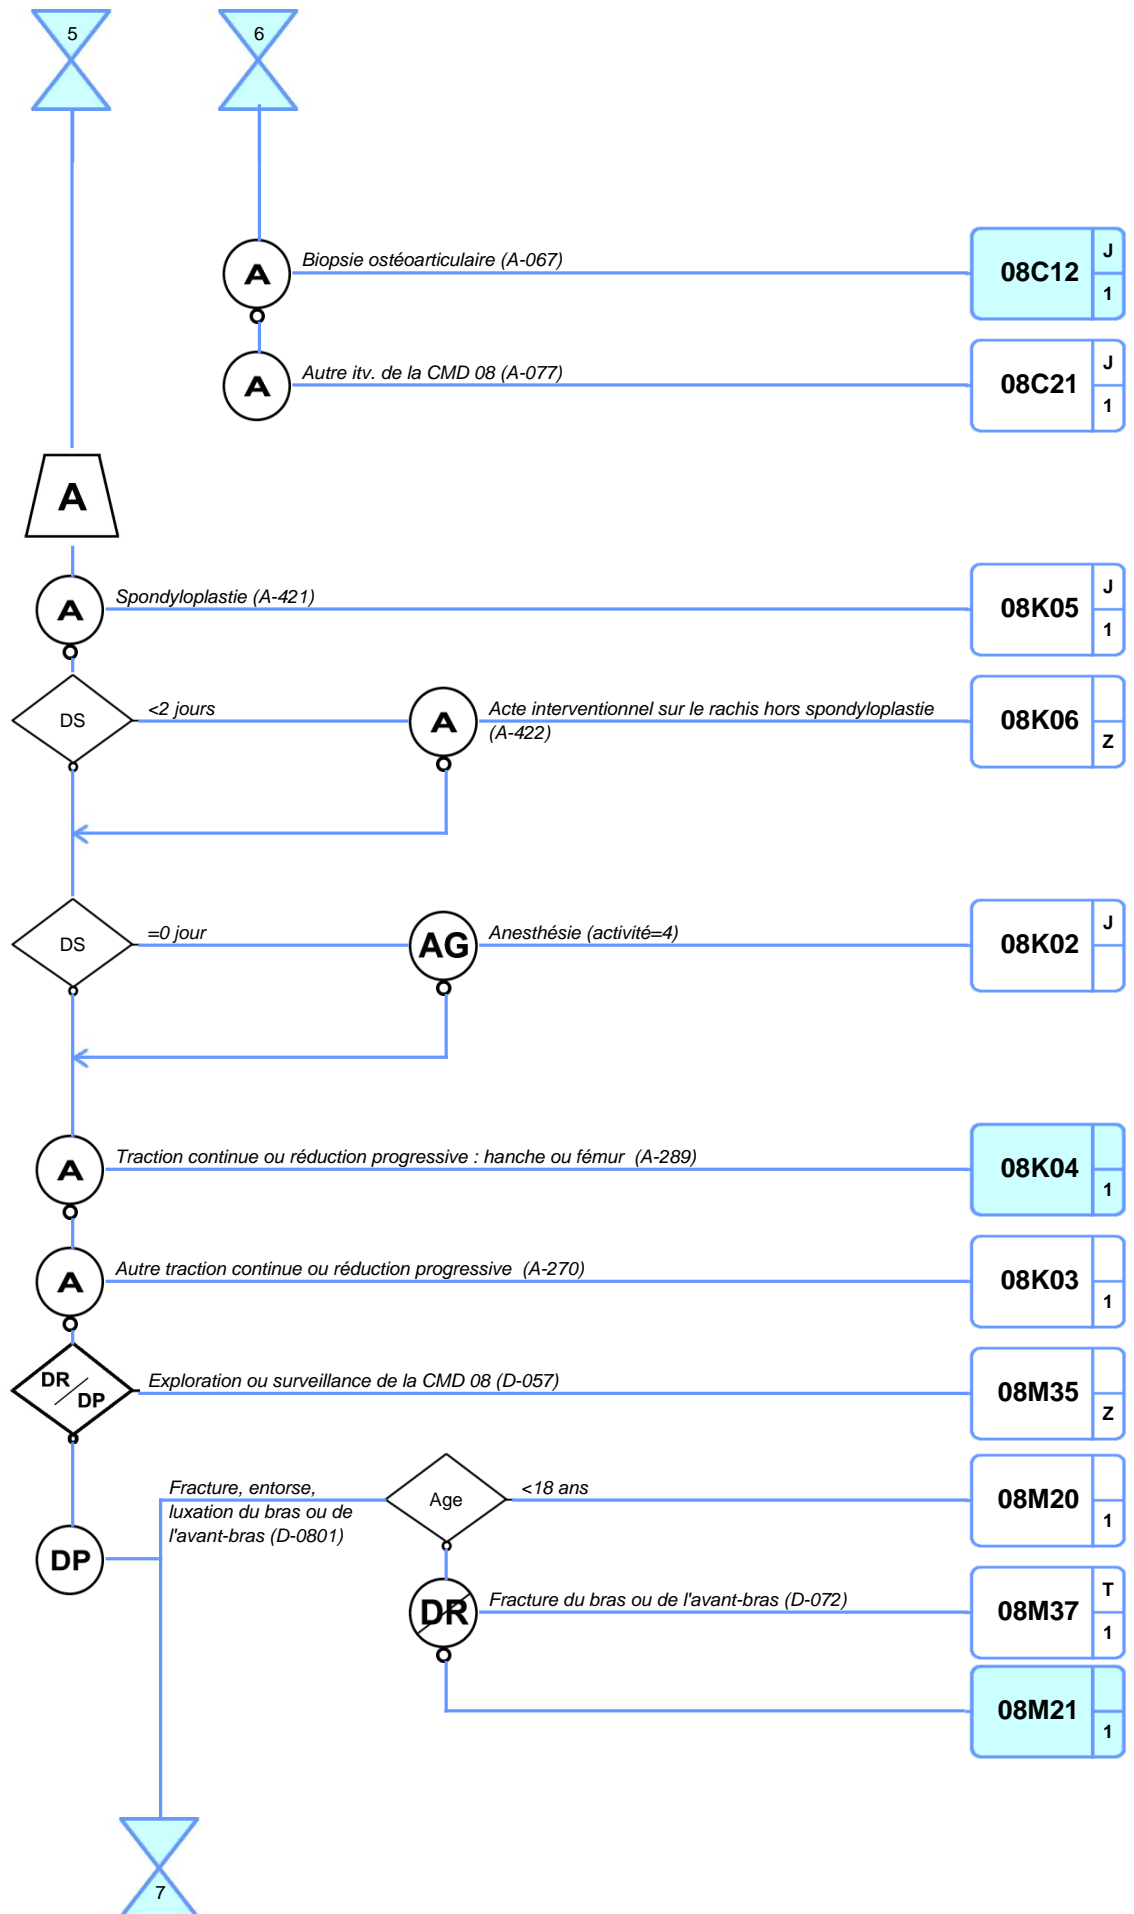 5
6
A
Biopsie ostéoarticulaire (A-067)
08C12
J
1
A
Autre itv. de la CMD 08 (A-077)
08C21
J
1
A
A
Spondyloplastie (A-421)
08K05
J
1
DS
<2 jours
A
Acte interventionnel sur le rachis hors spondyloplastie
(A-422)
08K06
Z
DS
=0 jour
AG
Anesthésie (activité=4)
08K02
J
A
Traction continue ou réduction progressive : hanche ou fémur (A-289)
08K04
1
A
Autre traction continue ou réduction progressive (A-270)
08K03
1
DR
DP
Exploration ou surveillance de la CMD 08 (D-057)
08M35
Z
DP
Fracture, entorse,
luxation du bras ou de
l'avant-bras (D-0801)
Age
<18 ans
08M20
1
DR
Fracture du bras ou de l'avant-bras (D-072)
08M37
T
1
08M21
1
7